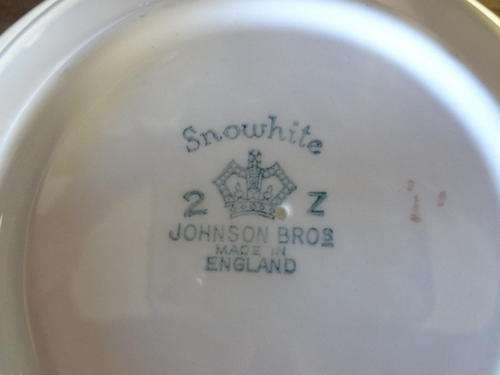 Snowhite
2 Z
JOHNSON BROS
MADE IN
ENGLAND